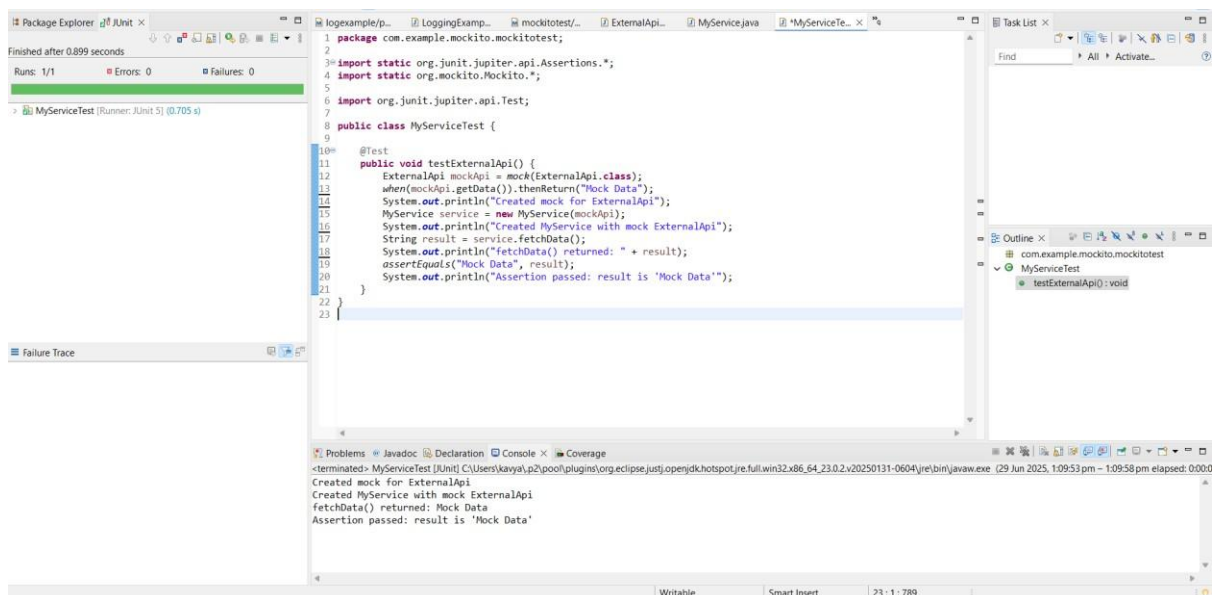 Package Explorer JUnit
Finished after 0.899 seconds
Runs: 1/1 Errors: 0 Failures: 0
MyServiceTest [Runner: JUnit 5] (0.705 s)
Failure Trace
logexample/p... LoggingExamp... mockitotest/... ExternalApi... MyService.java *MyServiceTe...
1 package com.example.mockito.mockitotest;
2
3 import static org.junit.jupiter.api.Assertions.*;
4 import static org.mockito.Mockito.*;
5
6 import org.junit.jupiter.api.Test;
7
8 public class MyServiceTest {
9
10 @Test
11 public void testExternalApi() {
12 ExternalApi mockApi = mock(ExternalApi.class);
13 when(mockApi.getData()).thenReturn("Mock Data");
14 System.out.println("Created mock for ExternalApi");
15 MyService service = new MyService(mockApi);
16 System.out.println("Created MyService with mock ExternalApi");
17 String result = service.fetchData();
18 System.out.println("fetchData() returned: " + result);
19 assertEquals("Mock Data", result);
20 System.out.println("Assertion passed: result is 'Mock Data'");
21 }
22 }
23
Task List
Find All Activate...
Outline
com.example.mockito.mockitotest
MyServiceTest
testExternalApi() : void
Problems Javadoc Declaration Console Coverage
<terminated> MyServiceTest [JUnit] C:\Users\kavya\.p2\pool\plugins\org.eclipse.justj.openjdk.hotspot.jre.full.win32.x86_64_23.0.2.v20250131-0604\jre\bin\javaw.exe (29 Jun 2025, 1:09:53 pm – 1:09:58 pm elapsed: 0:00:0
Created mock for ExternalApi
Created MyService with mock ExternalApi
fetchData() returned: Mock Data
Assertion passed: result is 'Mock Data'
Writable Smart Insert 23 : 1 : 789